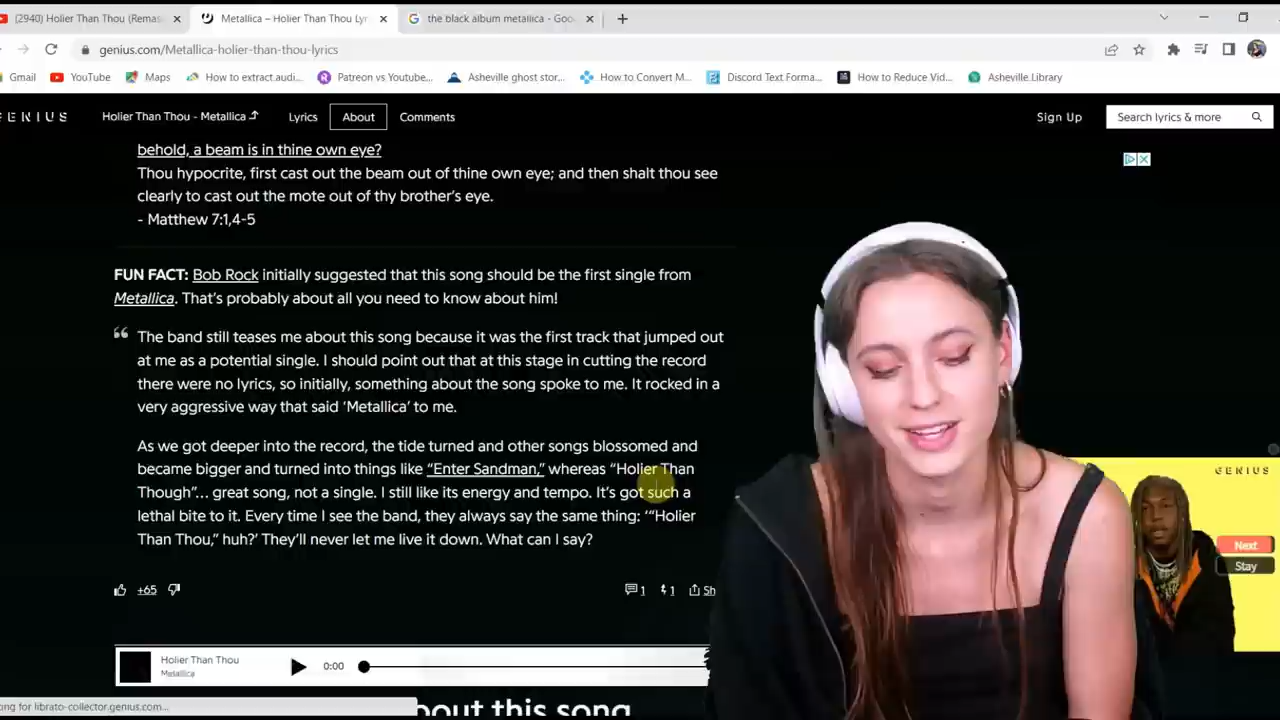 (2940) Holier Than Thou (Remas
Metallica – Holier Than Thou Lyr
the black album metallica - Goo
genius.com/Metallica-holier-than-thou-lyrics
Gmail
YouTube
Maps
How to extract audi...
Patreon vs Youtube...
Asheville ghost stor...
How to Convert M...
Discord Text Forma...
How to Reduce Vid...
Asheville Library
ENIUS
Holier Than Thou - Metallica
Lyrics
About
Comments
Sign Up
Search lyrics & more
behold, a beam is in thine own eye?
Thou hypocrite, first cast out the beam out of thine own eye; and then shalt thou see
clearly to cast out the mote out of thy brother's eye.
- Matthew 7:1,4-5
FUN FACT: Bob Rock initially suggested that this song should be the first single from
Metallica. That's probably about all you need to know about him!
“ The band still teases me about this song because it was the first track that jumped out
at me as a potential single. I should point out that at this stage in cutting the record
there were no lyrics, so initially, something about the song spoke to me. It rocked in a
very aggressive way that said ‘Metallica’ to me.
As we got deeper into the record, the tide turned and other songs blossomed and
became bigger and turned into things like “Enter Sandman,” whereas “Holier Than
Though”... great song, not a single. I still like its energy and tempo. It's got such a
lethal bite to it. Every time I see the band, they always say the same thing: ‘“Holier
Than Thou,” huh?’ They'll never let me live it down. What can I say?
+65
1
1
Sh
GENIUS
Next
Stay
Holier Than Thou
Metallica
0:00
ng for librato-collector.genius.com...
bout this song